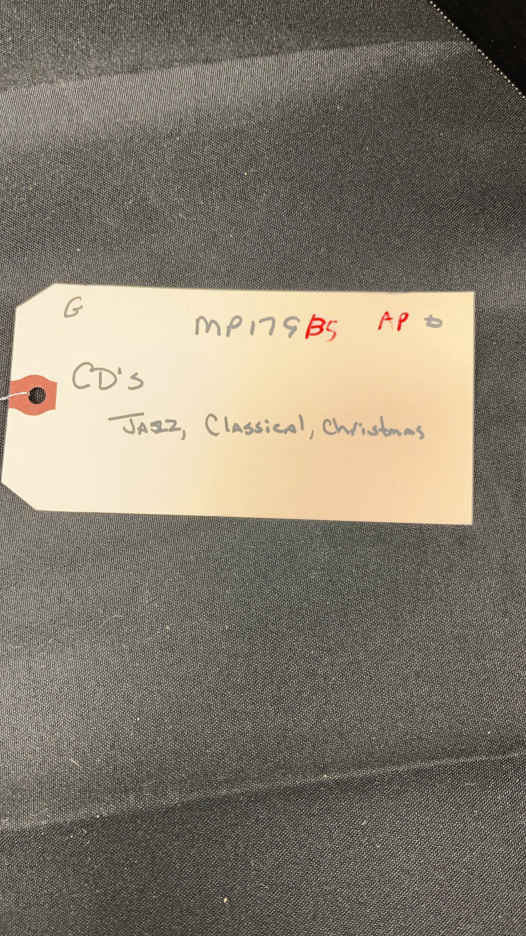 G
MP179B5 AP
CD's
Jazz, Classical, Christmas